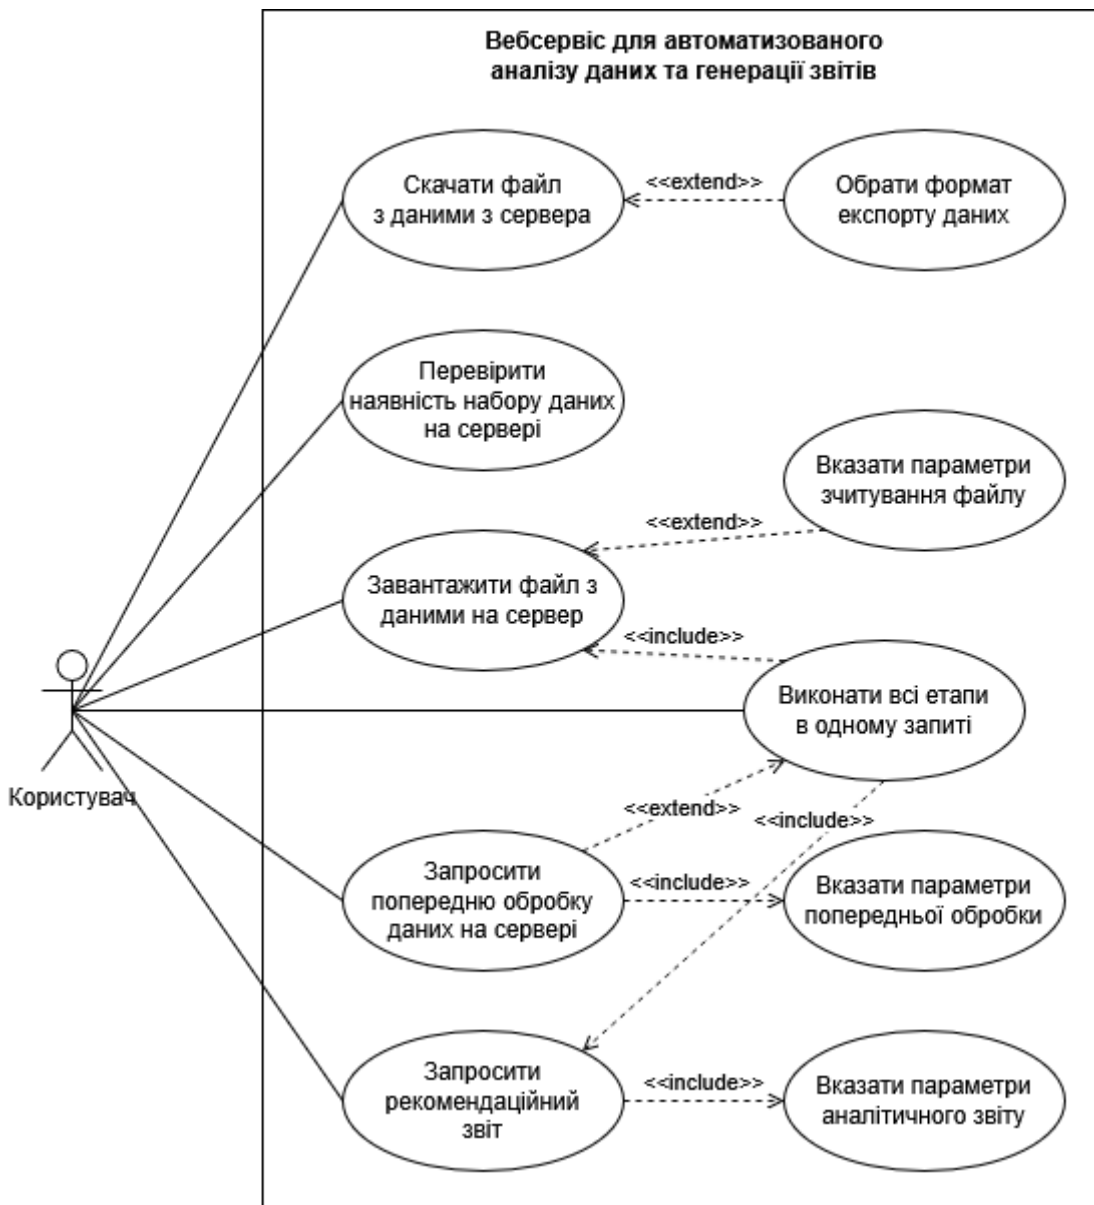 Вебсервіс для автоматизованого
аналізу даних та генерації звітів
Скачати файл
з даними з сервера
<<extend>>
Обрати формат
експорту даних
Перевірити
наявність набору даних
на сервері
Вказати параметри
зчитування файлу
<<extend>>
Завантажити файл з
даними на сервер
<<include>>
Виконати всі етапи
в одному запиті
Користувач
<<extend>>
<<include>>
Запросити
попередню обробку
даних на сервері
<<include>>
Вказати параметри
попередньої обробки
Запросити
рекомендаційний
звіт
<<include>>
Вказати параметри
аналітичного звіту